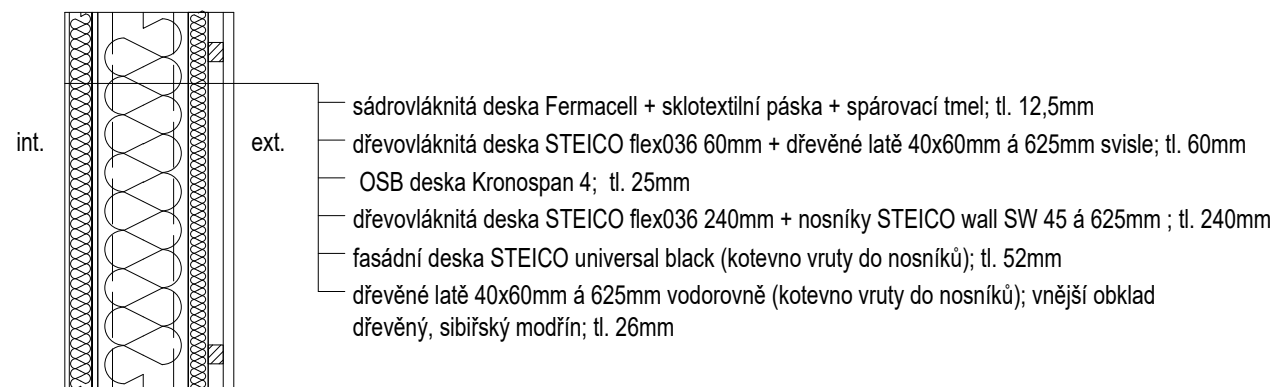 sádrovláknitá deska Fermacell + sklotextilní páska + spárovací tmel; tl. 12,5mm
int.
ext.
dřevovláknitá deska STEICO flex036 60mm + dřevěné latě 40x60mm á 625mm svisle; tl. 60mm
OSB deska Kronospan 4; tl. 25mm
dřevovláknitá deska STEICO flex036 240mm + nosníky STEICO wall SW 45 á 625mm ; tl. 240mm
fasádní deska STEICO universal black (kotevno vruty do nosníků); tl. 52mm
dřevěné latě 40x60mm á 625mm vodorovně (kotevno vruty do nosníků); vnější obklad
dřevěný, sibiřský modřín; tl. 26mm